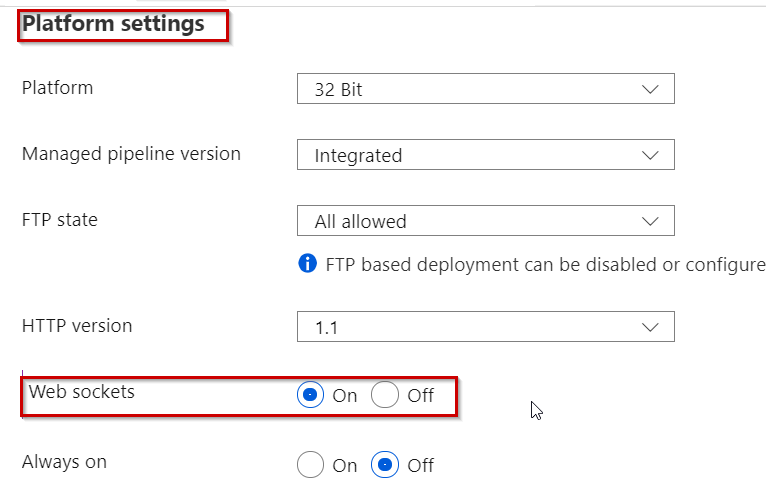 Platform settings
Platform
32 Bit
Managed pipeline version
Integrated
FTP state
All allowed
FTP based deployment can be disabled or configure
HTTP version
1.1
Web sockets
On Off
Always on
On Off